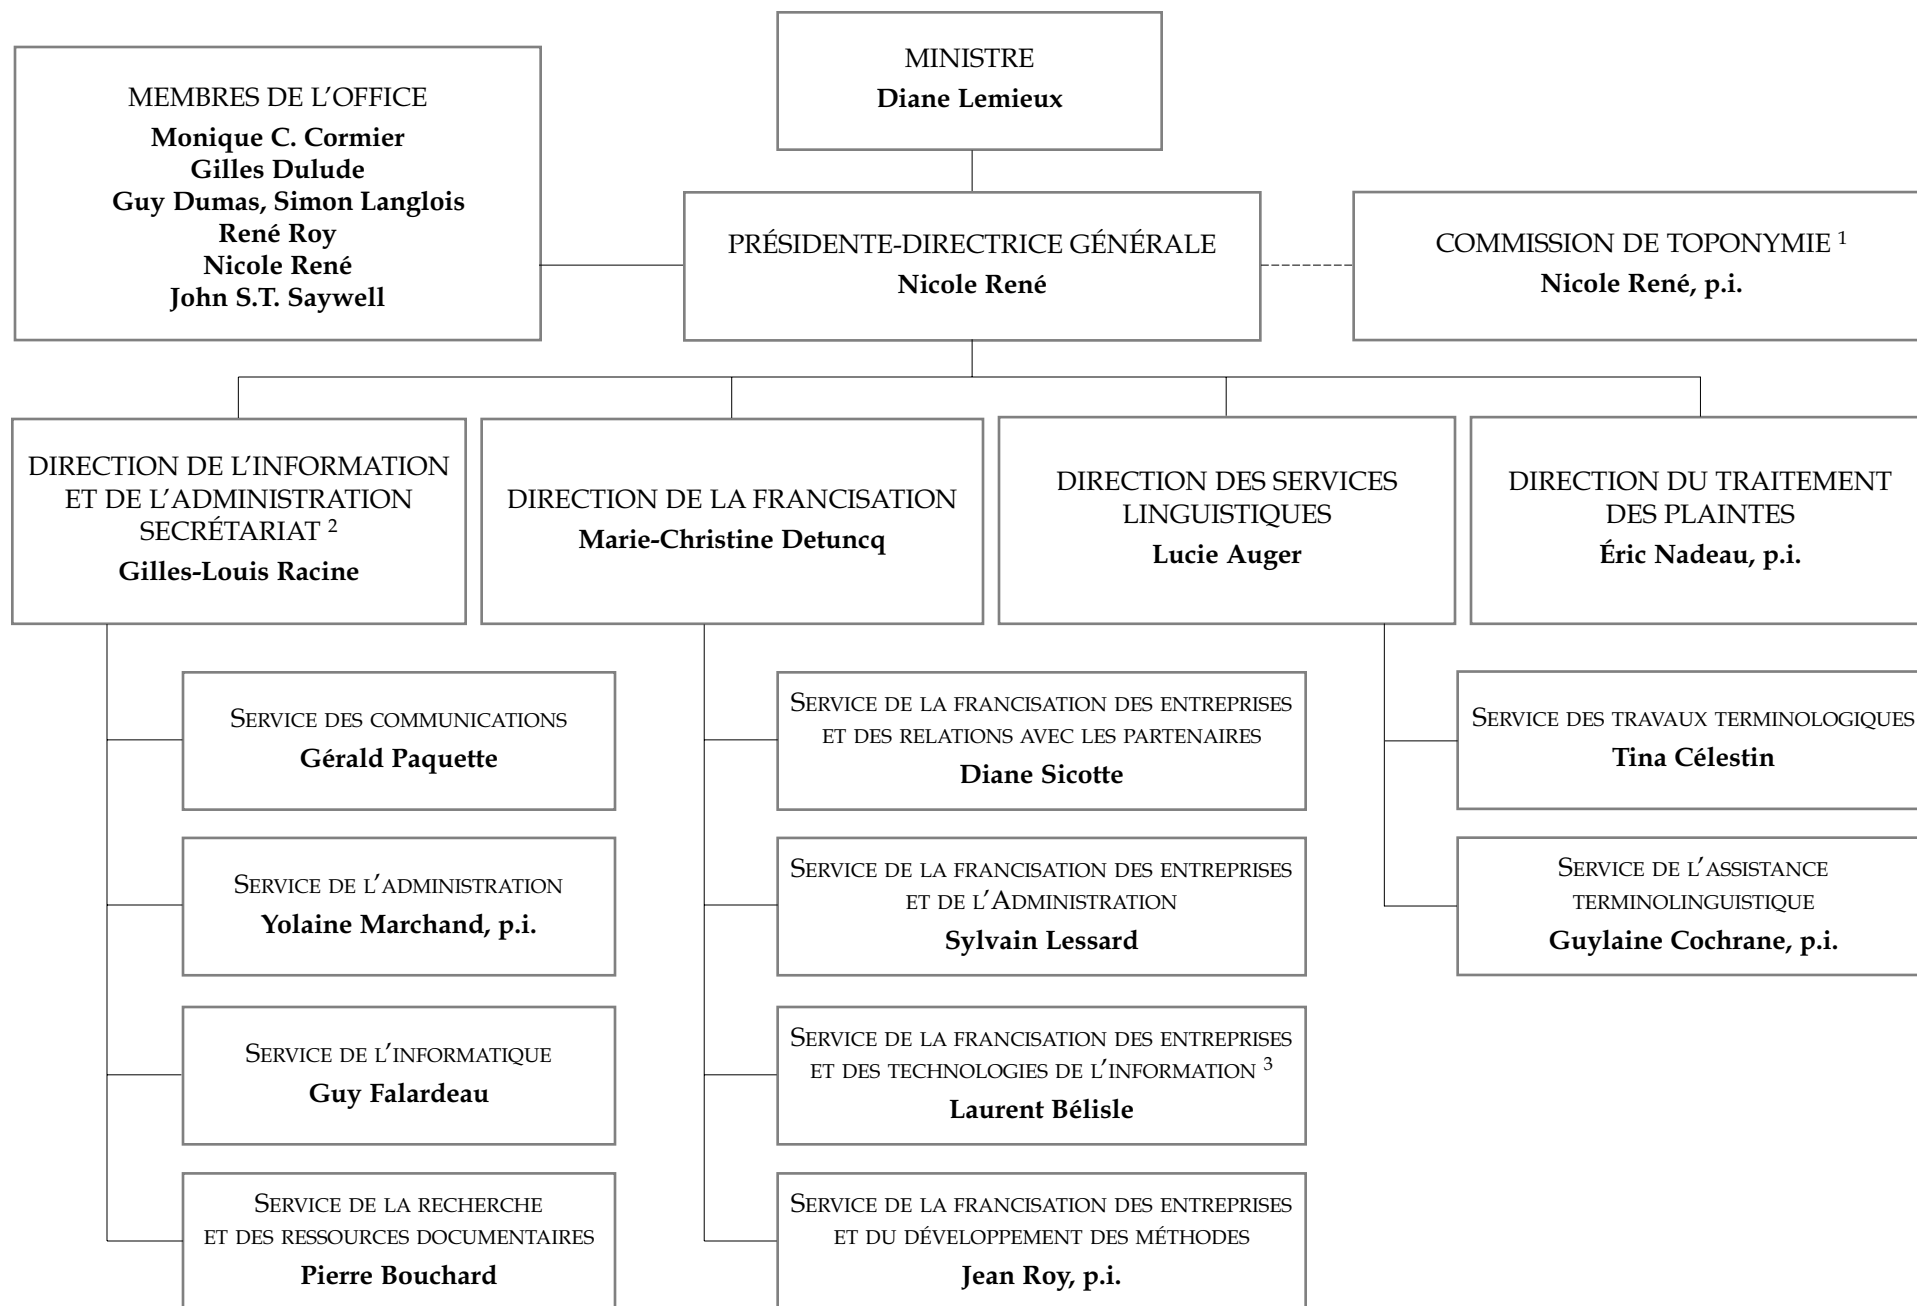 MINISTRE
Diane Lemieux
MEMBRES DE L’OFFICE
Monique C. Cormier
Gilles Dulude
Guy Dumas, Simon Langlois
René Roy
Nicole René
John S.T. Saywell
PRÉSIDENTE-DIRECTRICE GÉNÉRALE
Nicole René
COMMISSION DE TOPONYMIE 1
Nicole René, p.i.
DIRECTION DE L’INFORMATION
ET DE L’ADMINISTRATION
SECRÉTARIAT 2
Gilles-Louis Racine
DIRECTION DE LA FRANCISATION
Marie-Christine Detuncq
DIRECTION DES SERVICES
LINGUISTIQUES
Lucie Auger
DIRECTION DU TRAITEMENT
DES PLAINTES
Éric Nadeau, p.i.
SERVICE DES COMMUNICATIONS
Gérald Paquette
SERVICE DE L’ADMINISTRATION
Yolaine Marchand, p.i.
SERVICE DE L’INFORMATIQUE
Guy Falardeau
SERVICE DE LA RECHERCHE
ET DES RESSOURCES DOCUMENTAIRES
Pierre Bouchard
SERVICE DE LA FRANCISATION DES ENTREPRISES
ET DES RELATIONS AVEC LES PARTENAIRES
Diane Sicotte
SERVICE DE LA FRANCISATION DES ENTREPRISES
ET DE L’ADMINISTRATION
Sylvain Lessard
SERVICE DE LA FRANCISATION DES ENTREPRISES
ET DES TECHNOLOGIES DE L’INFORMATION 3
Laurent Bélisle
SERVICE DE LA FRANCISATION DES ENTREPRISES
ET DU DÉVELOPPEMENT DES MÉTHODES
Jean Roy, p.i.
SERVICE DES TRAVAUX TERMINOLOGIQUES
Tina Célestin
SERVICE DE L’ASSISTANCE
TERMINOLINGUISTIQUE
Guylaine Cochrane, p.i.